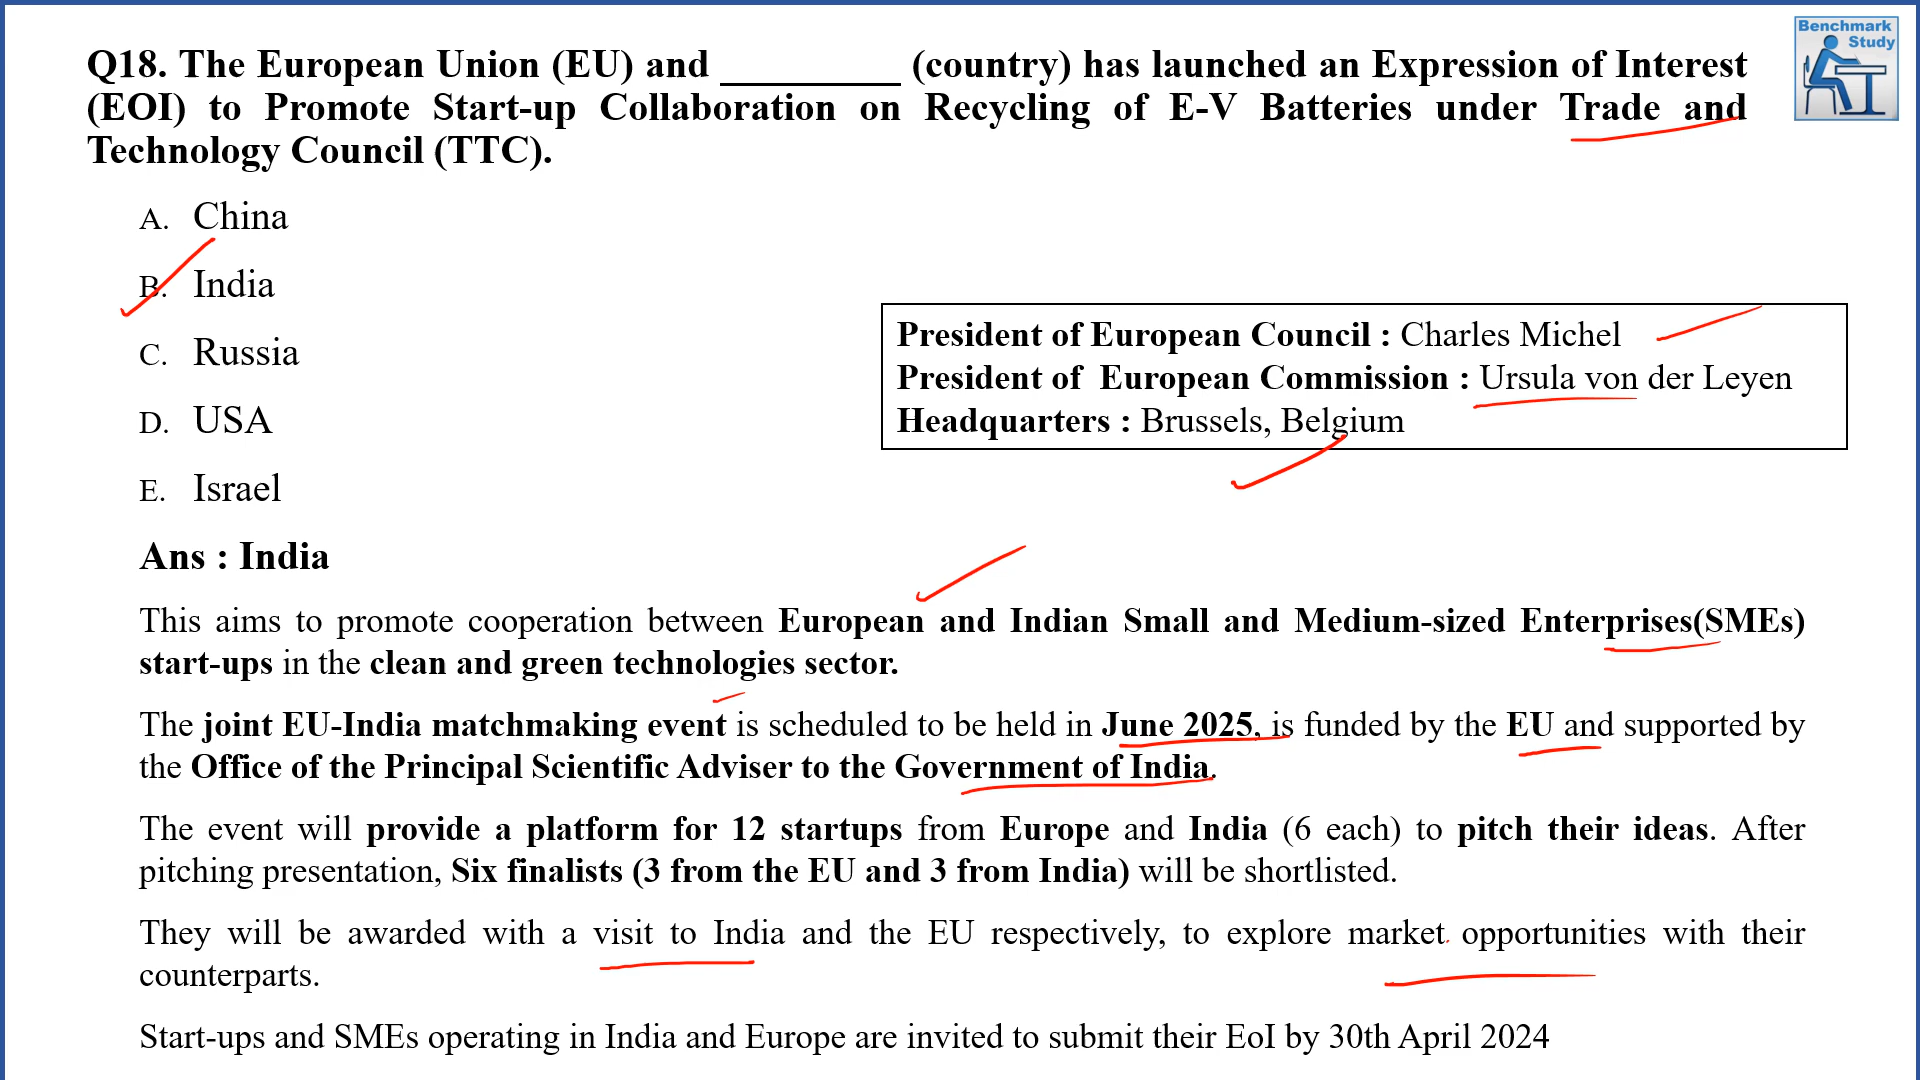 Benchmark
Study
Q18. The European Union (EU) and _________ (country) has launched an Expression of Interest
(EOI) to Promote Start-up Collaboration on Recycling of E-V Batteries under Trade and
Technology Council (TTC).
A. China
B. India
C. Russia
D. USA
E. Israel
President of European Council : Charles Michel
President of European Commission : Ursula von der Leyen
Headquarters : Brussels, Belgium
Ans : India
This aims to promote cooperation between European and Indian Small and Medium-sized Enterprises(SMEs)
start-ups in the clean and green technologies sector.
The joint EU-India matchmaking event is scheduled to be held in June 2025, is funded by the EU and supported by
the Office of the Principal Scientific Adviser to the Government of India.
The event will provide a platform for 12 startups from Europe and India (6 each) to pitch their ideas. After
pitching presentation, Six finalists (3 from the EU and 3 from India) will be shortlisted.
They will be awarded with a visit to India and the EU respectively, to explore market opportunities with their
counterparts.
Start-ups and SMEs operating in India and Europe are invited to submit their EoI by 30th April 2024